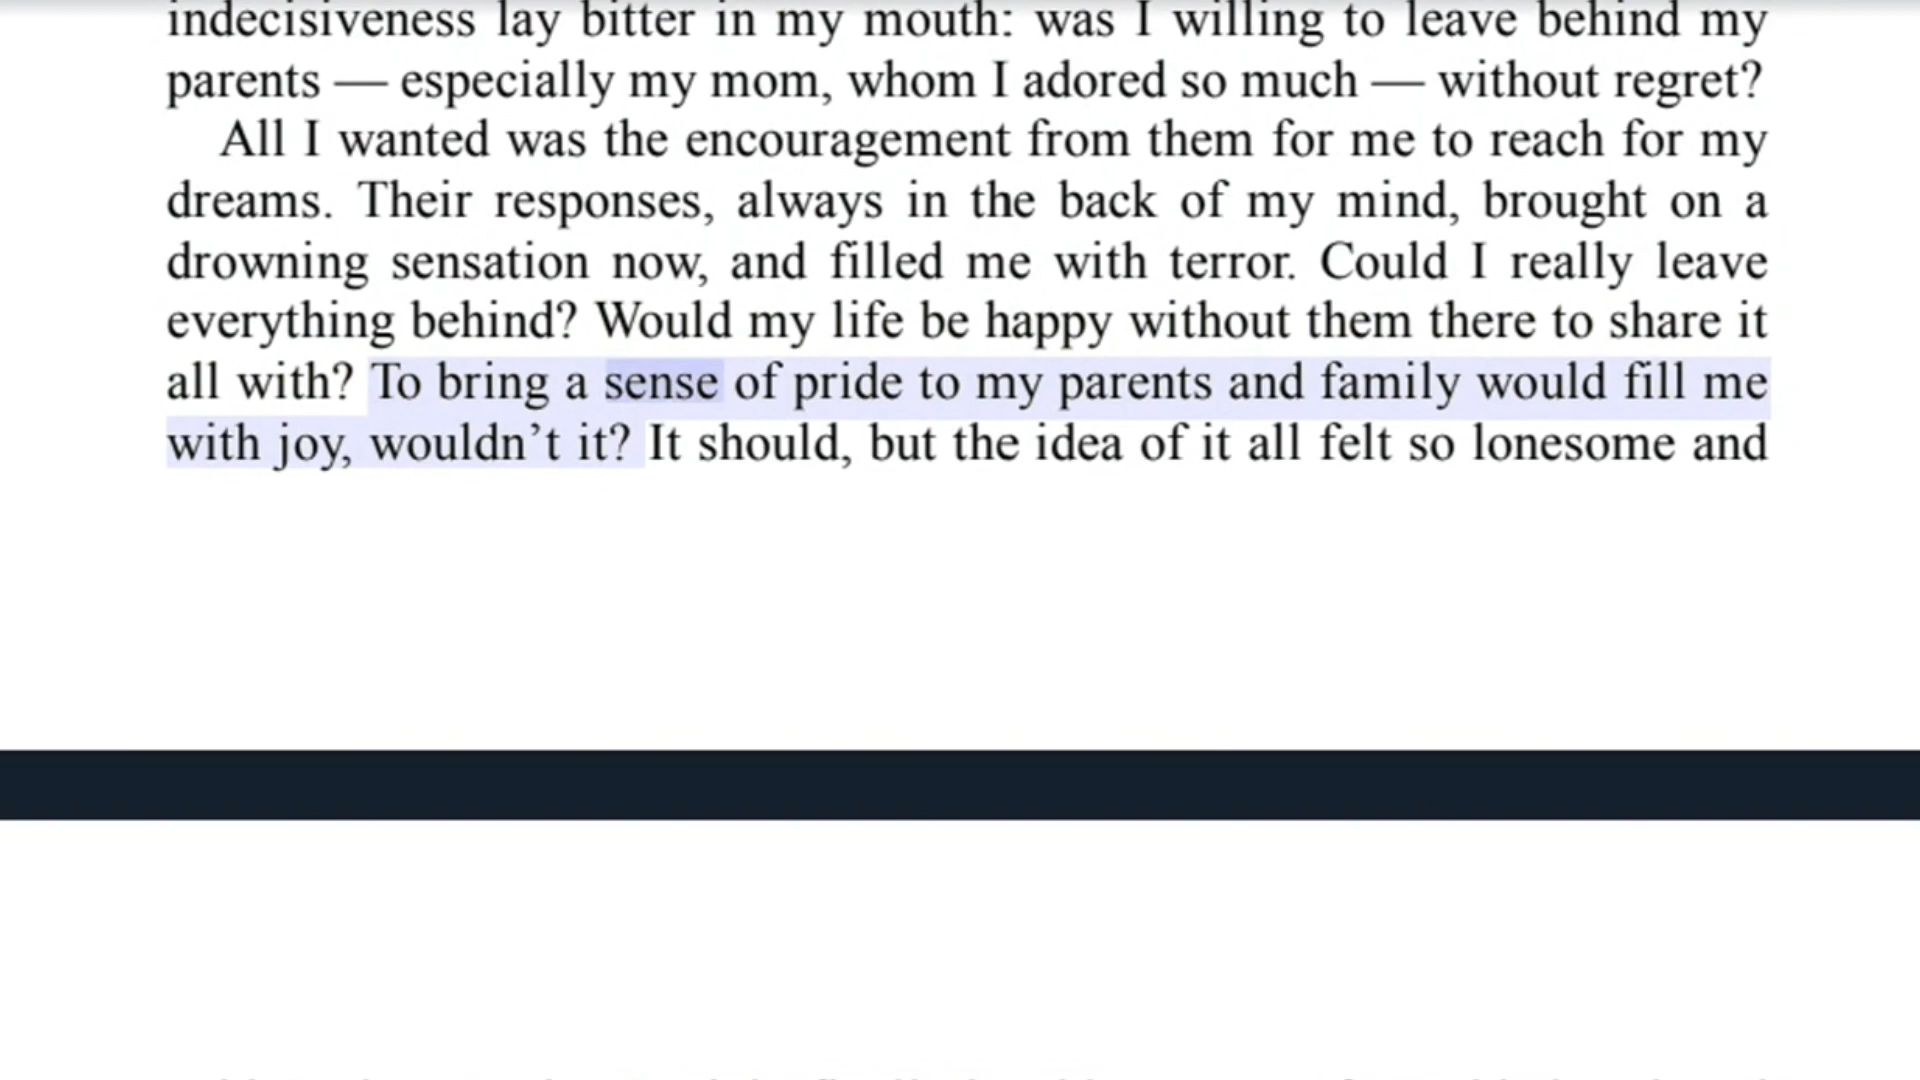 indecisiveness lay bitter in my mouth: was I willing to leave behind my
parents — especially my mom, whom I adored so much — without regret?
All I wanted was the encouragement from them for me to reach for my
dreams. Their responses, always in the back of my mind, brought on a
drowning sensation now, and filled me with terror. Could I really leave
everything behind? Would my life be happy without them there to share it
all with? To bring a sense of pride to my parents and family would fill me
with joy, wouldn’t it? It should, but the idea of it all felt so lonesome and